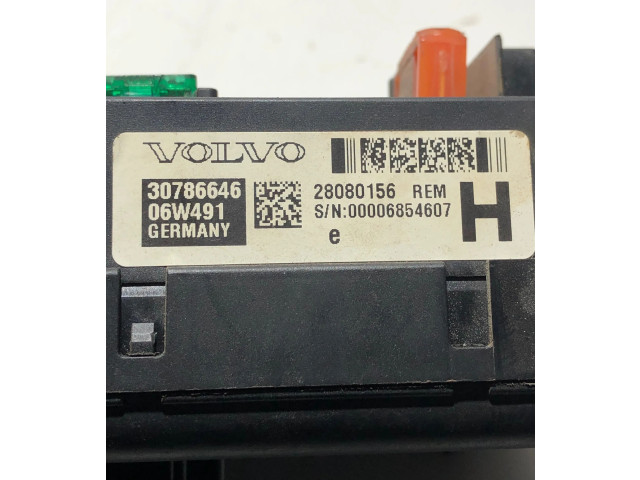 VOLVO
30786646
06W491
GERMANY
28080156 REM
S/N:00006854607
e
H